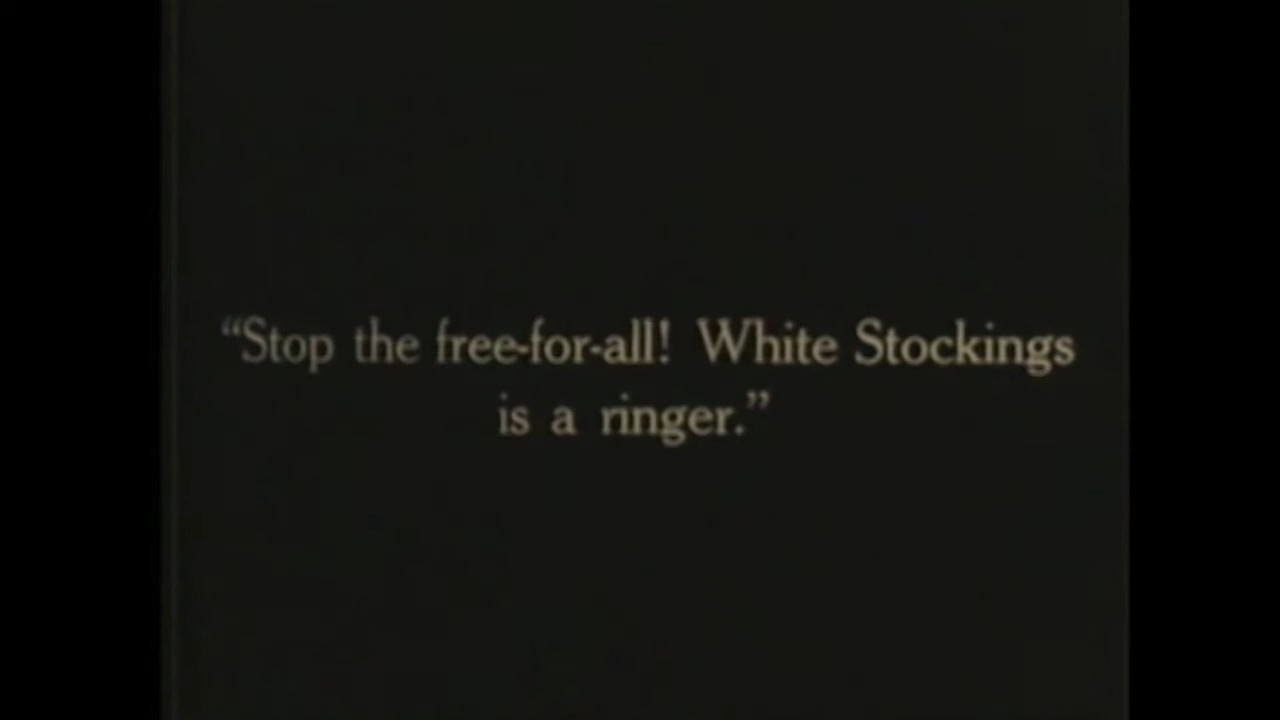 “Stop the free-for-all! White Stockings
is a ringer.”